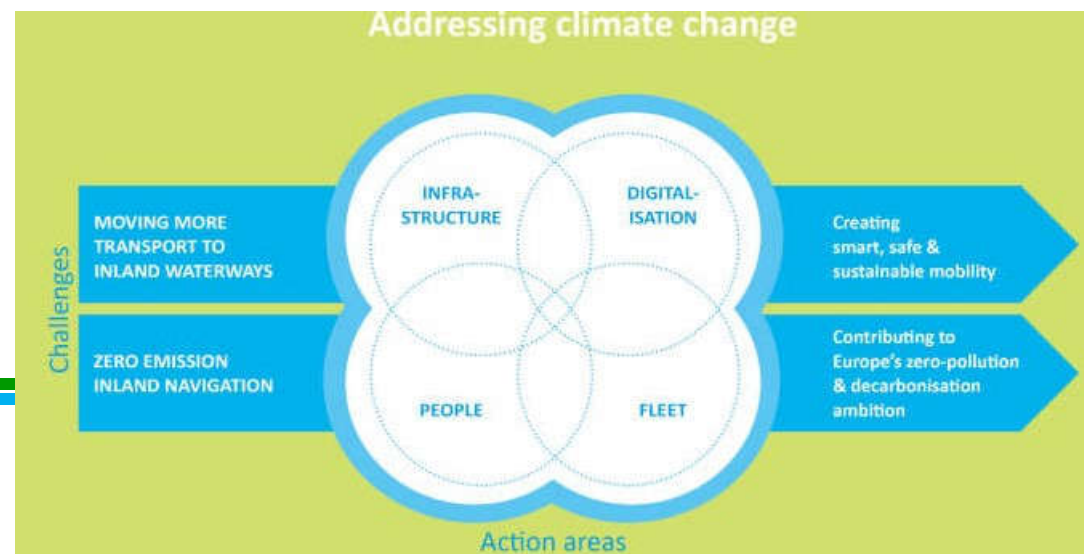 Addressing climate change
Challenges
MOVING MORE
TRANSPORT TO
INLAND WATERWAYS
ZERO EMISSION
INLAND NAVIGATION
INFRA-
STRUCTURE
DIGITAL-
ISATION
PEOPLE
FLEET
Creating
smart, safe &
sustainable mobility
Contributing to
Europe's zero-pollution
& decarbonisation
ambition
Action areas